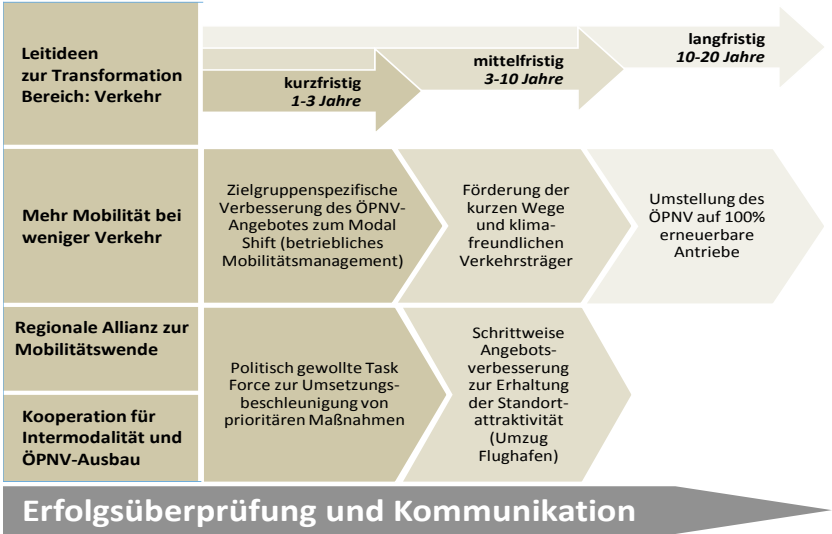 Leitideen
zur Transformation
Bereich: Verkehr
kurzfristig
1-3 Jahre
mittelfristig
3-10 Jahre
langfristig
10-20 Jahre
Mehr Mobilität bei
weniger Verkehr
Zielgruppenspezifische
Verbesserung des ÖPNV-
Angebotes zum Modal
Shift (betriebliches
Mobilitätsmanagement)
Förderung der
kurzen Wege
und klima-
freundlichen
Verkehrsträger
Umstellung des
ÖPNV auf 100%
erneuerbare
Antriebe
Regionale Allianz zur
Mobilitätswende
Kooperation für
Intermodalität und
ÖPNV-Ausbau
Politisch gewollte Task
Force zur Umsetzungs-
beschleunigung von
prioritären Maßnahmen
Schrittweise
Angebots-
verbesserung
zur Erhaltung
der Standort-
attraktivität
(Umzug
Flughafen)
Erfolgsüberprüfung und Kommunikation